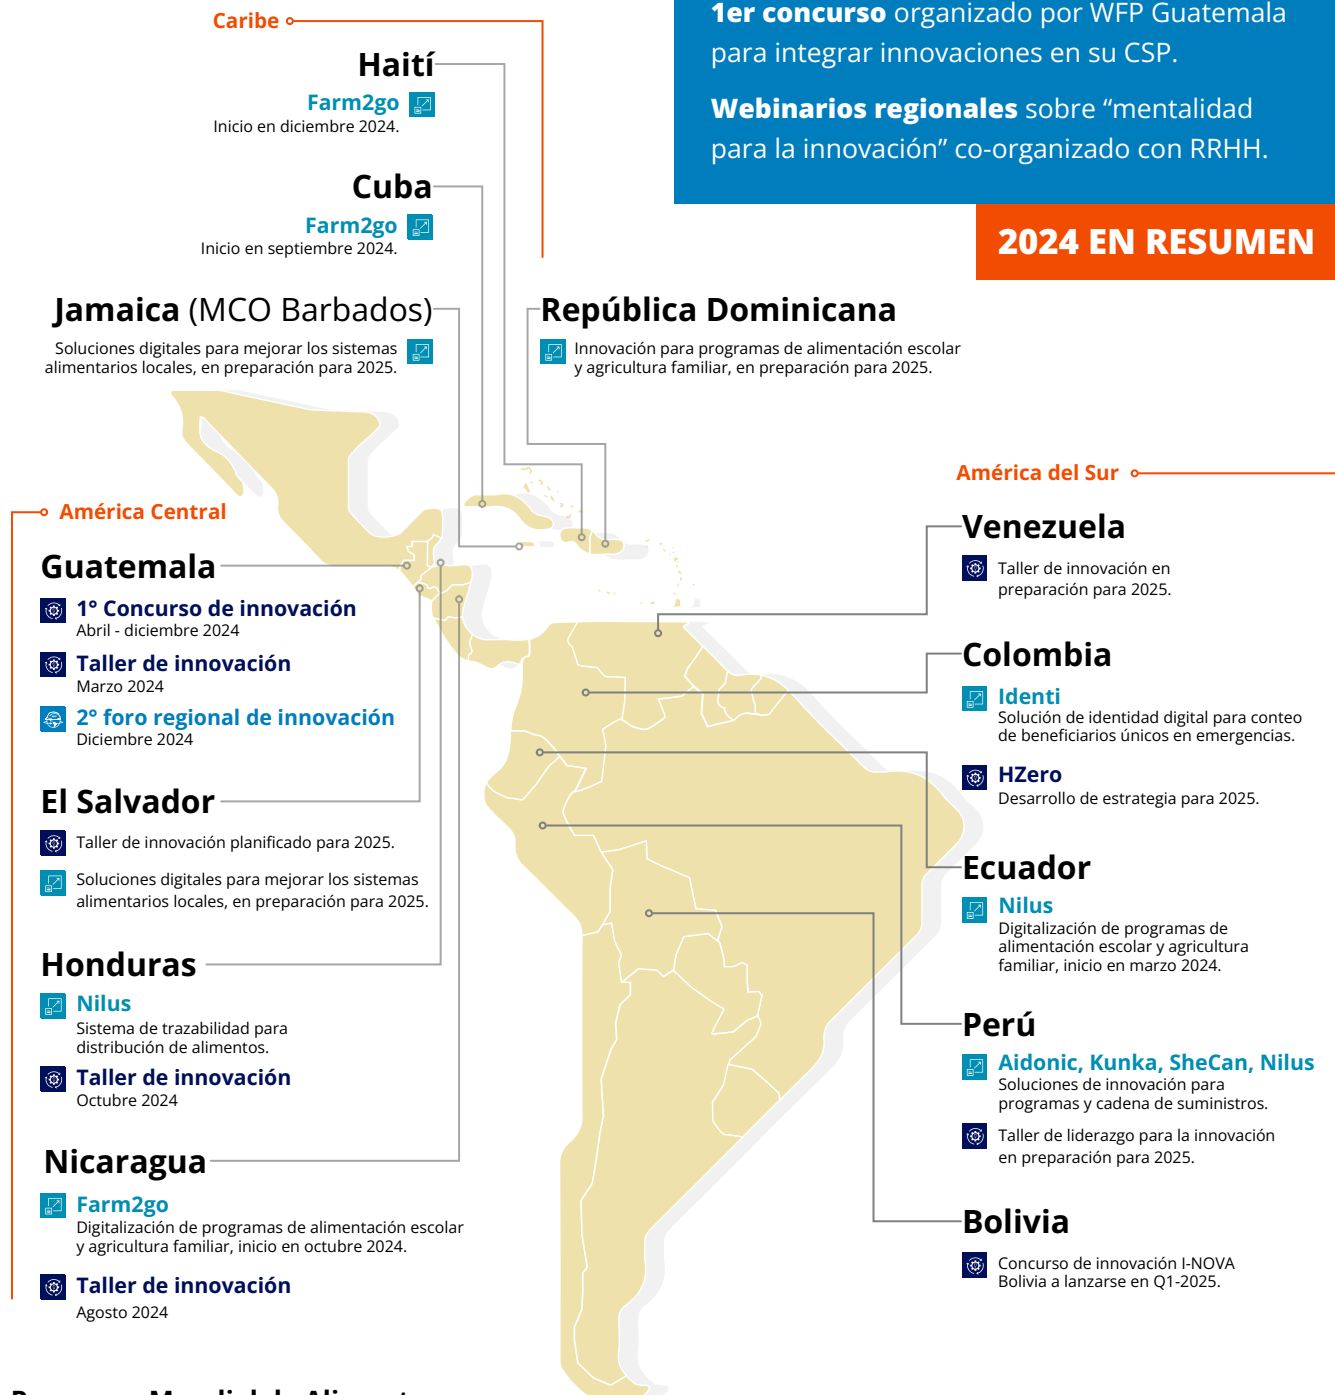 1er concurso organizado por WFP Guatemala
para integrar innovaciones en su CSP.
Webinarios regionales sobre “mentalidad
para la innovación” co-organizado con RRHH.
2024 EN RESUMEN
Caribe
Haití
Farm2go
Inicio en diciembre 2024.
Cuba
Farm2go
Inicio en septiembre 2024.
Jamaica (MCO Barbados)
Soluciones digitales para mejorar los sistemas
alimentarios locales, en preparación para 2025.
República Dominicana
Innovación para programas de alimentación escolar
y agricultura familiar, en preparación para 2025.
América Central
Guatemala
1° Concurso de innovación
Abril - diciembre 2024
Taller de innovación
Marzo 2024
2° foro regional de innovación
Diciembre 2024
El Salvador
Taller de innovación planificado para 2025.
Soluciones digitales para mejorar los sistemas
alimentarios locales, en preparación para 2025.
Honduras
Nilus
Sistema de trazabilidad para
distribución de alimentos.
Taller de innovación
Octubre 2024
Nicaragua
Farm2go
Digitalización de programas de alimentación escolar
y agricultura familiar, inicio en octubre 2024.
Taller de innovación
Agosto 2024
América del Sur
Venezuela
Taller de innovación en
preparación para 2025.
Colombia
Identi
Solución de identidad digital para conteo
de beneficiarios únicos en emergencias.
HZero
Desarrollo de estrategia para 2025.
Ecuador
Nilus
Digitalización de programas de
alimentación escolar y agricultura
familiar, inicio en marzo 2024.
Perú
Aidonic, Kunka, SheCan, Nilus
Soluciones de innovación para
programas y cadena de suministros.
Taller de liderazgo para la innovación
en preparación para 2025.
Bolivia
Concurso de innovación I-NOVA
Bolivia a lanzarse en Q1-2025.